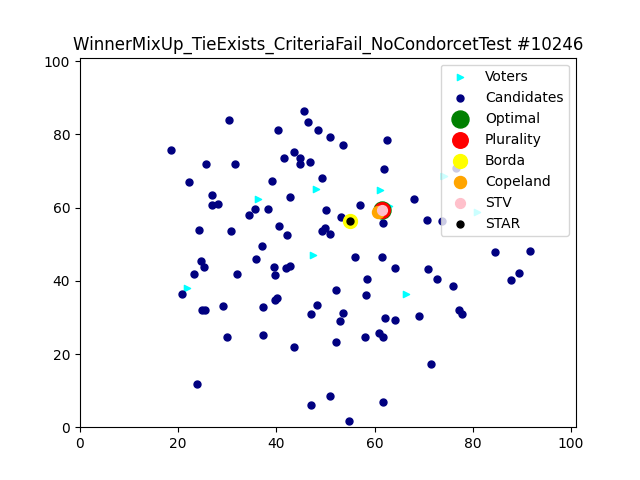 WinnerMixUp_TieExists_CriteriaFail_NoCondorcetTest #10246
Voters
Candidates
Optimal
Plurality
Borda
Copeland
STV
STAR
100
80
60
40
20
0
0
20
40
60
80
100